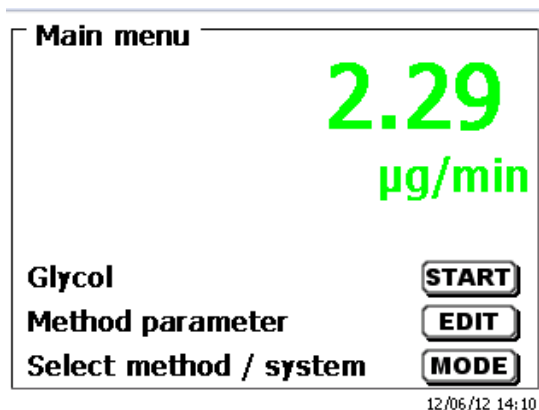 Main menu
2.29
µg/min
Glycol START
Method parameter EDIT
Select method / system MODE
12/06/12 14:10